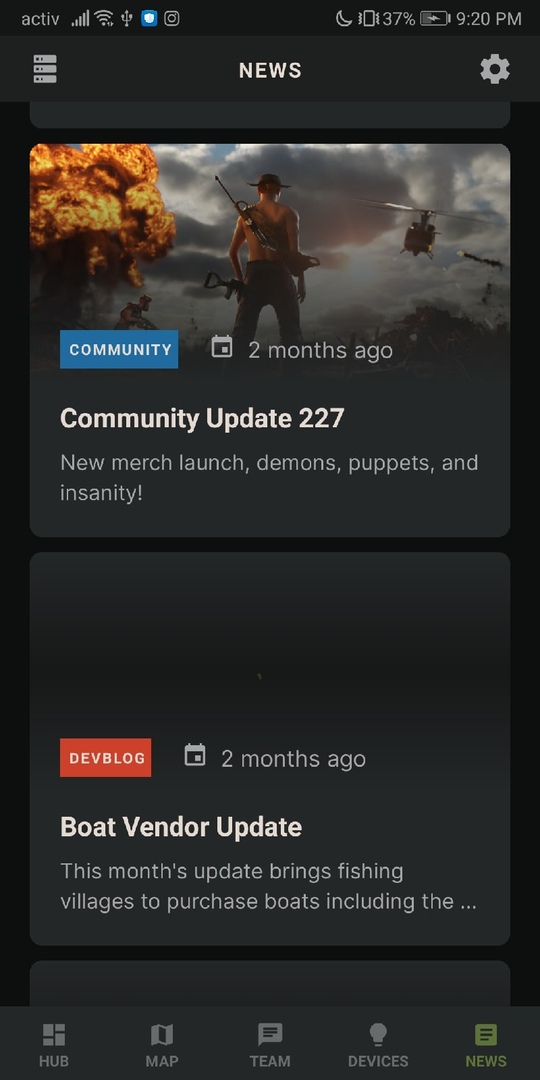 activ 37% 9:20 PM
NEWS
COMMUNITY 2 months ago
Community Update 227
New merch launch, demons, puppets, and
insanity!
DEVBLOG 2 months ago
Boat Vendor Update
This month's update brings fishing
villages to purchase boats including the ...
HUB MAP TEAM DEVICES NEWS